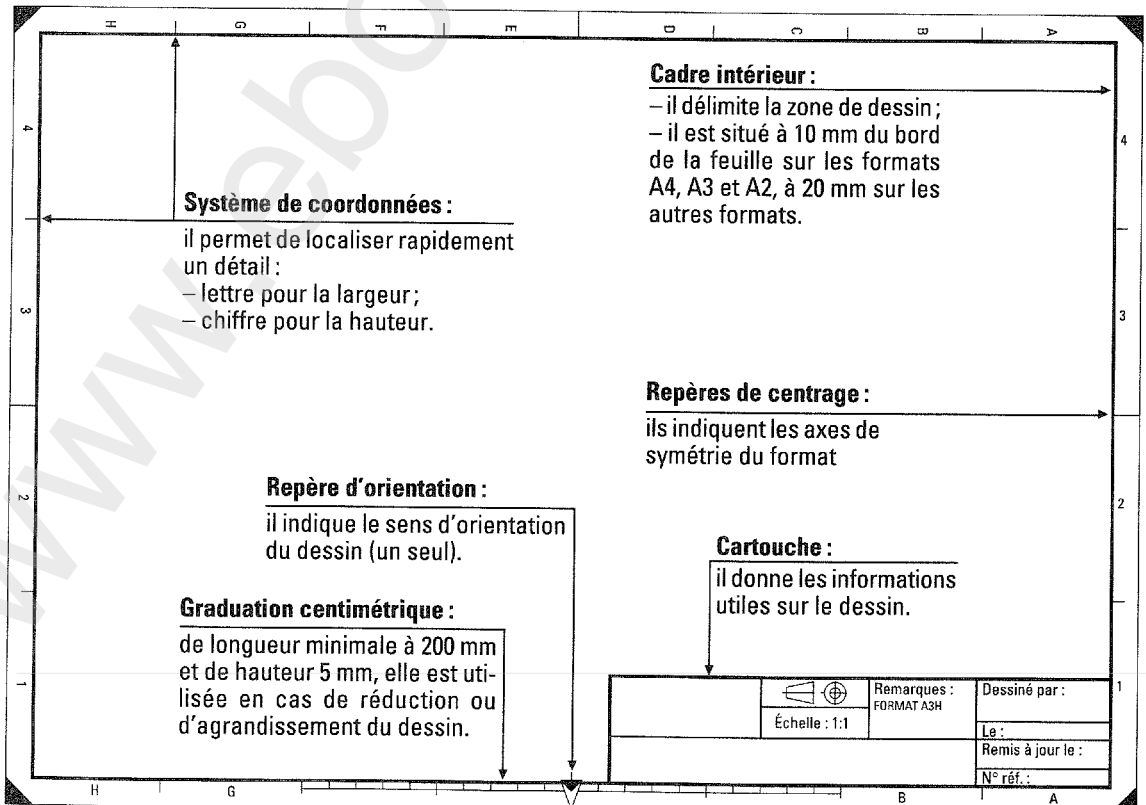 H G F E D C B A
Cadre intérieur :
– il délimite la zone de dessin ;
– il est situé à 10 mm du bord
de la feuille sur les formats
A4, A3 et A2, à 20 mm sur les
autres formats.
4
4
Système de coordonnées :
il permet de localiser rapidement
un détail :
– lettre pour la largeur ;
– chiffre pour la hauteur.
3
3
Repères de centrage :
ils indiquent les axes de
symétrie du format
Repère d'orientation :
il indique le sens d'orientation
du dessin (un seul).
2
2
Cartouche :
il donne les informations
utiles sur le dessin.
Graduation centimétrique :
de longueur minimale à 200 mm
et de hauteur 5 mm, elle est uti-
lisée en cas de réduction ou
d'agrandissement du dessin.
1
1
Échelle : 1:1
Remarques :
FORMAT A3H
Dessiné par :
Le :
Remis à jour le :
N° réf. :
H G B A
www.ebo